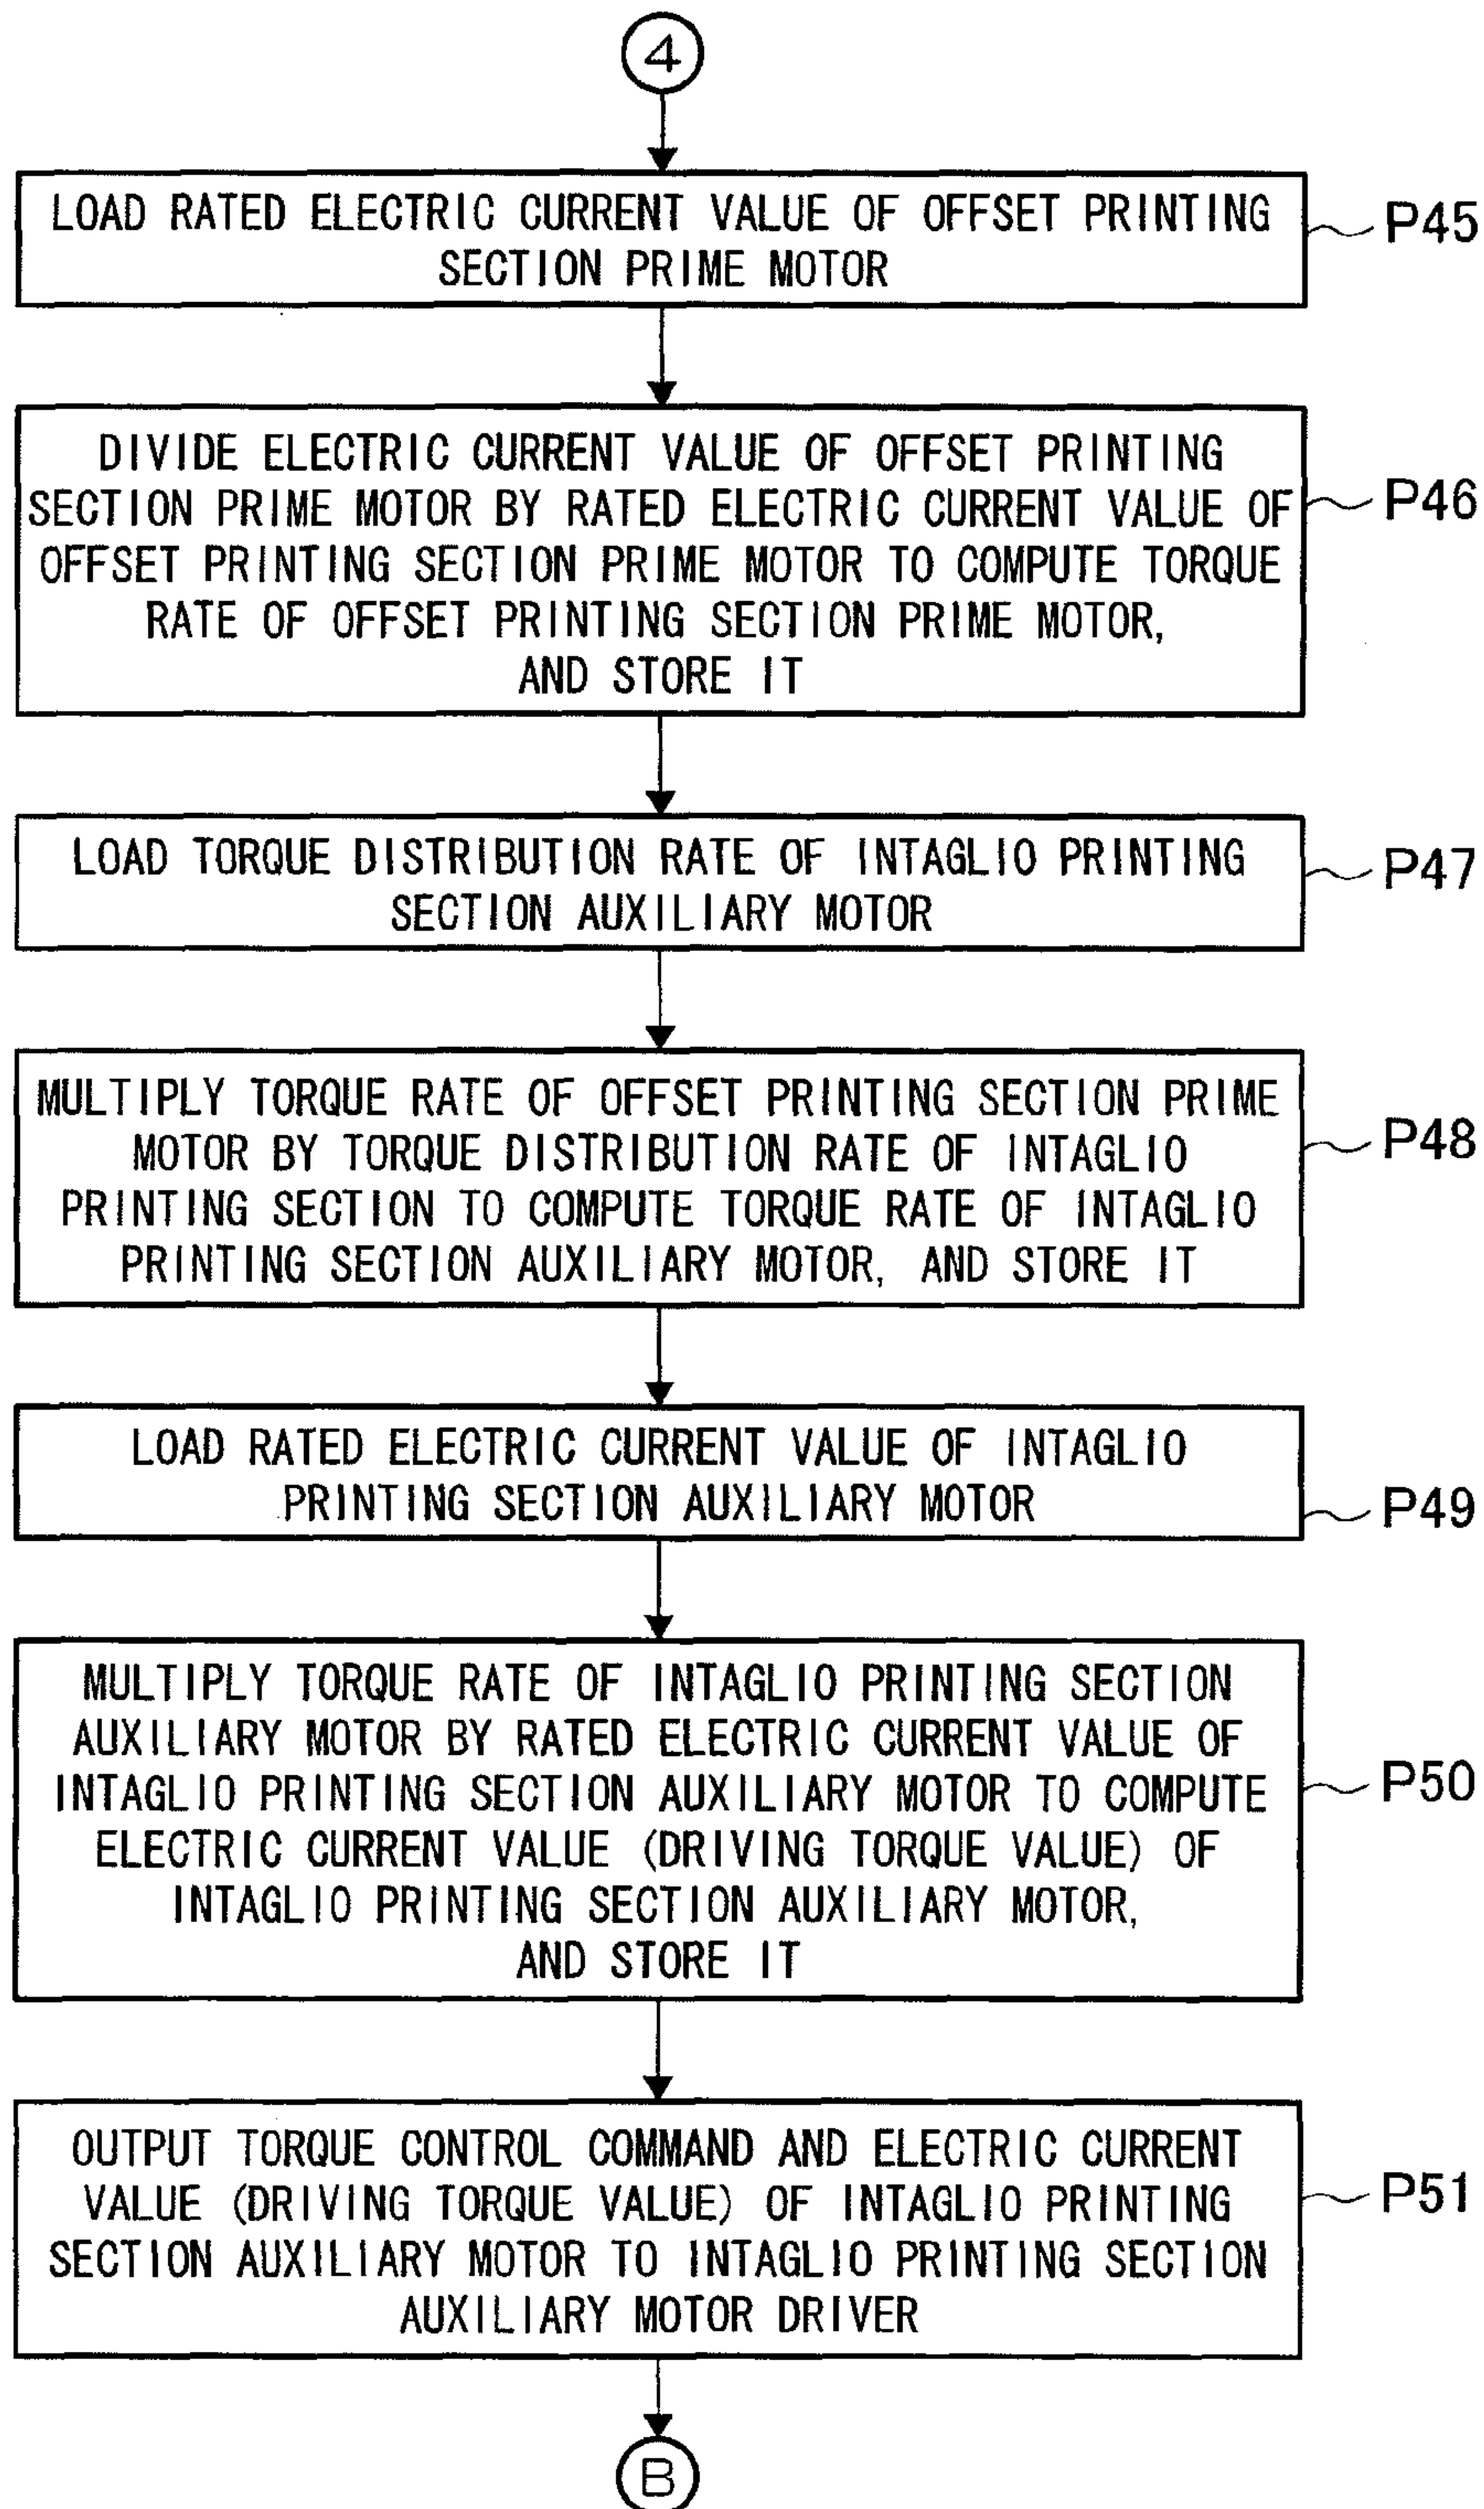 4
LOAD RATED ELECTRIC CURRENT VALUE OF OFFSET PRINTING
SECTION PRIME MOTOR
P45
DIVIDE ELECTRIC CURRENT VALUE OF OFFSET PRINTING
SECTION PRIME MOTOR BY RATED ELECTRIC CURRENT VALUE OF
OFFSET PRINTING SECTION PRIME MOTOR TO COMPUTE TORQUE
RATE OF OFFSET PRINTING SECTION PRIME MOTOR,
AND STORE IT
P46
LOAD TORQUE DISTRIBUTION RATE OF INTAGLIO PRINTING
SECTION AUXILIARY MOTOR
P47
MULTIPLY TORQUE RATE OF OFFSET PRINTING SECTION PRIME
MOTOR BY TORQUE DISTRIBUTION RATE OF INTAGLIO
PRINTING SECTION TO COMPUTE TORQUE RATE OF INTAGLIO
PRINTING SECTION AUXILIARY MOTOR, AND STORE IT
P48
LOAD RATED ELECTRIC CURRENT VALUE OF INTAGLIO
PRINTING SECTION AUXILIARY MOTOR
P49
MULTIPLY TORQUE RATE OF INTAGLIO PRINTING SECTION
AUXILIARY MOTOR BY RATED ELECTRIC CURRENT VALUE OF
INTAGLIO PRINTING SECTION AUXILIARY MOTOR TO COMPUTE
ELECTRIC CURRENT VALUE (DRIVING TORQUE VALUE) OF
INTAGLIO PRINTING SECTION AUXILIARY MOTOR,
AND STORE IT
P50
OUTPUT TORQUE CONTROL COMMAND AND ELECTRIC CURRENT
VALUE (DRIVING TORQUE VALUE) OF INTAGLIO PRINTING
SECTION AUXILIARY MOTOR TO INTAGLIO PRINTING SECTION
AUXILIARY MOTOR DRIVER
P51
B